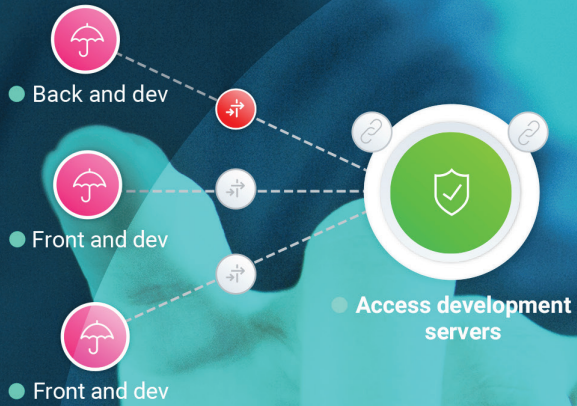 Back and dev
Front and dev
Access development
servers
Front and dev